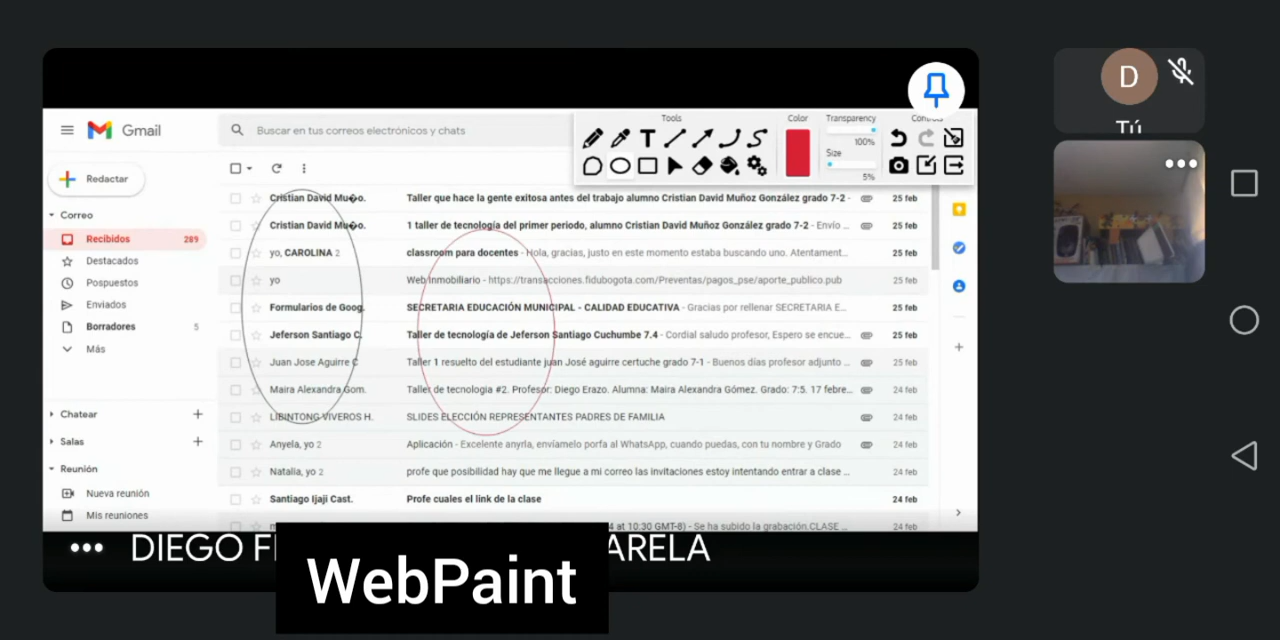 D
Tú
Gmail
Buscar en tus correos electrónicos y chats
Tools
Color
Transparency
100%
Size
5%
T
Redactar
Correo
Recibidos 289
Destacados
Pospuestos
Enviados
Borradores 5
Más
Chatear
Salas
Reunión
Nueva reunión
Mis reuniones
Cristian David Mu�o. Taller que hace la gente exitosa antes del trabajo alumno Cristian David Muñoz González grado 7-2 - 25 feb
Cristian David Mu�o. 1 taller de tecnología del primer periodo, alumno Cristian David Muñoz González grado 7-2 - Envío ... 25 feb
yo, CAROLINA 2 classroom para docentes - Hola, gracias, justo en este momento estaba buscando uno. Atentament... 25 feb
yo Web Inmobiliario - https://transacciones.fidubogota.com/Preventas/pagos_pse/aporte_publico.pub 25 feb
Formularios de Goog. SECRETARIA EDUCACIÓN MUNICIPAL - CALIDAD EDUCATIVA - Gracias por rellenar SECRETARIA E... 25 feb
Jeferson Santiago C. Taller de tecnología de Jeferson Santiago Cuchumbe 7.4 - Cordial saludo profesor, Espero se encue... 25 feb
Juan Jose Aguirre C Taller 1 resuelto del estudiante juan José aguirre certuche grado 7-1 - Buenos días profesor adjunto ... 25 feb
Maira Alexandra Gom. Taller de tecnologia #2. Profesor: Diego Erazo. Alumna: Maira Alexandra Gómez. Grado: 7:5. 17 febre... 24 feb
LIBINTONG VIVEROS H. SLIDES ELECCIÓN REPRESENTANTES PADRES DE FAMILIA 24 feb
Anyela, yo 2 Aplicación - Excelente anyrla, envíamelo porfa al WhatsApp, cuando puedas, con tu nombre y Grado 24 feb
Natalia, yo 2 profe que posibilidad hay que me llegue a mi correo las invitaciones estoy intentando entrar a clase ... 24 feb
Santiago Ijaji Cast. Profe cuales el link de la clase 24 feb
at 10:30 GMT-8) - Se ha subido la grabación.CLASE ... 24 feb
DIEGO
WebPaint